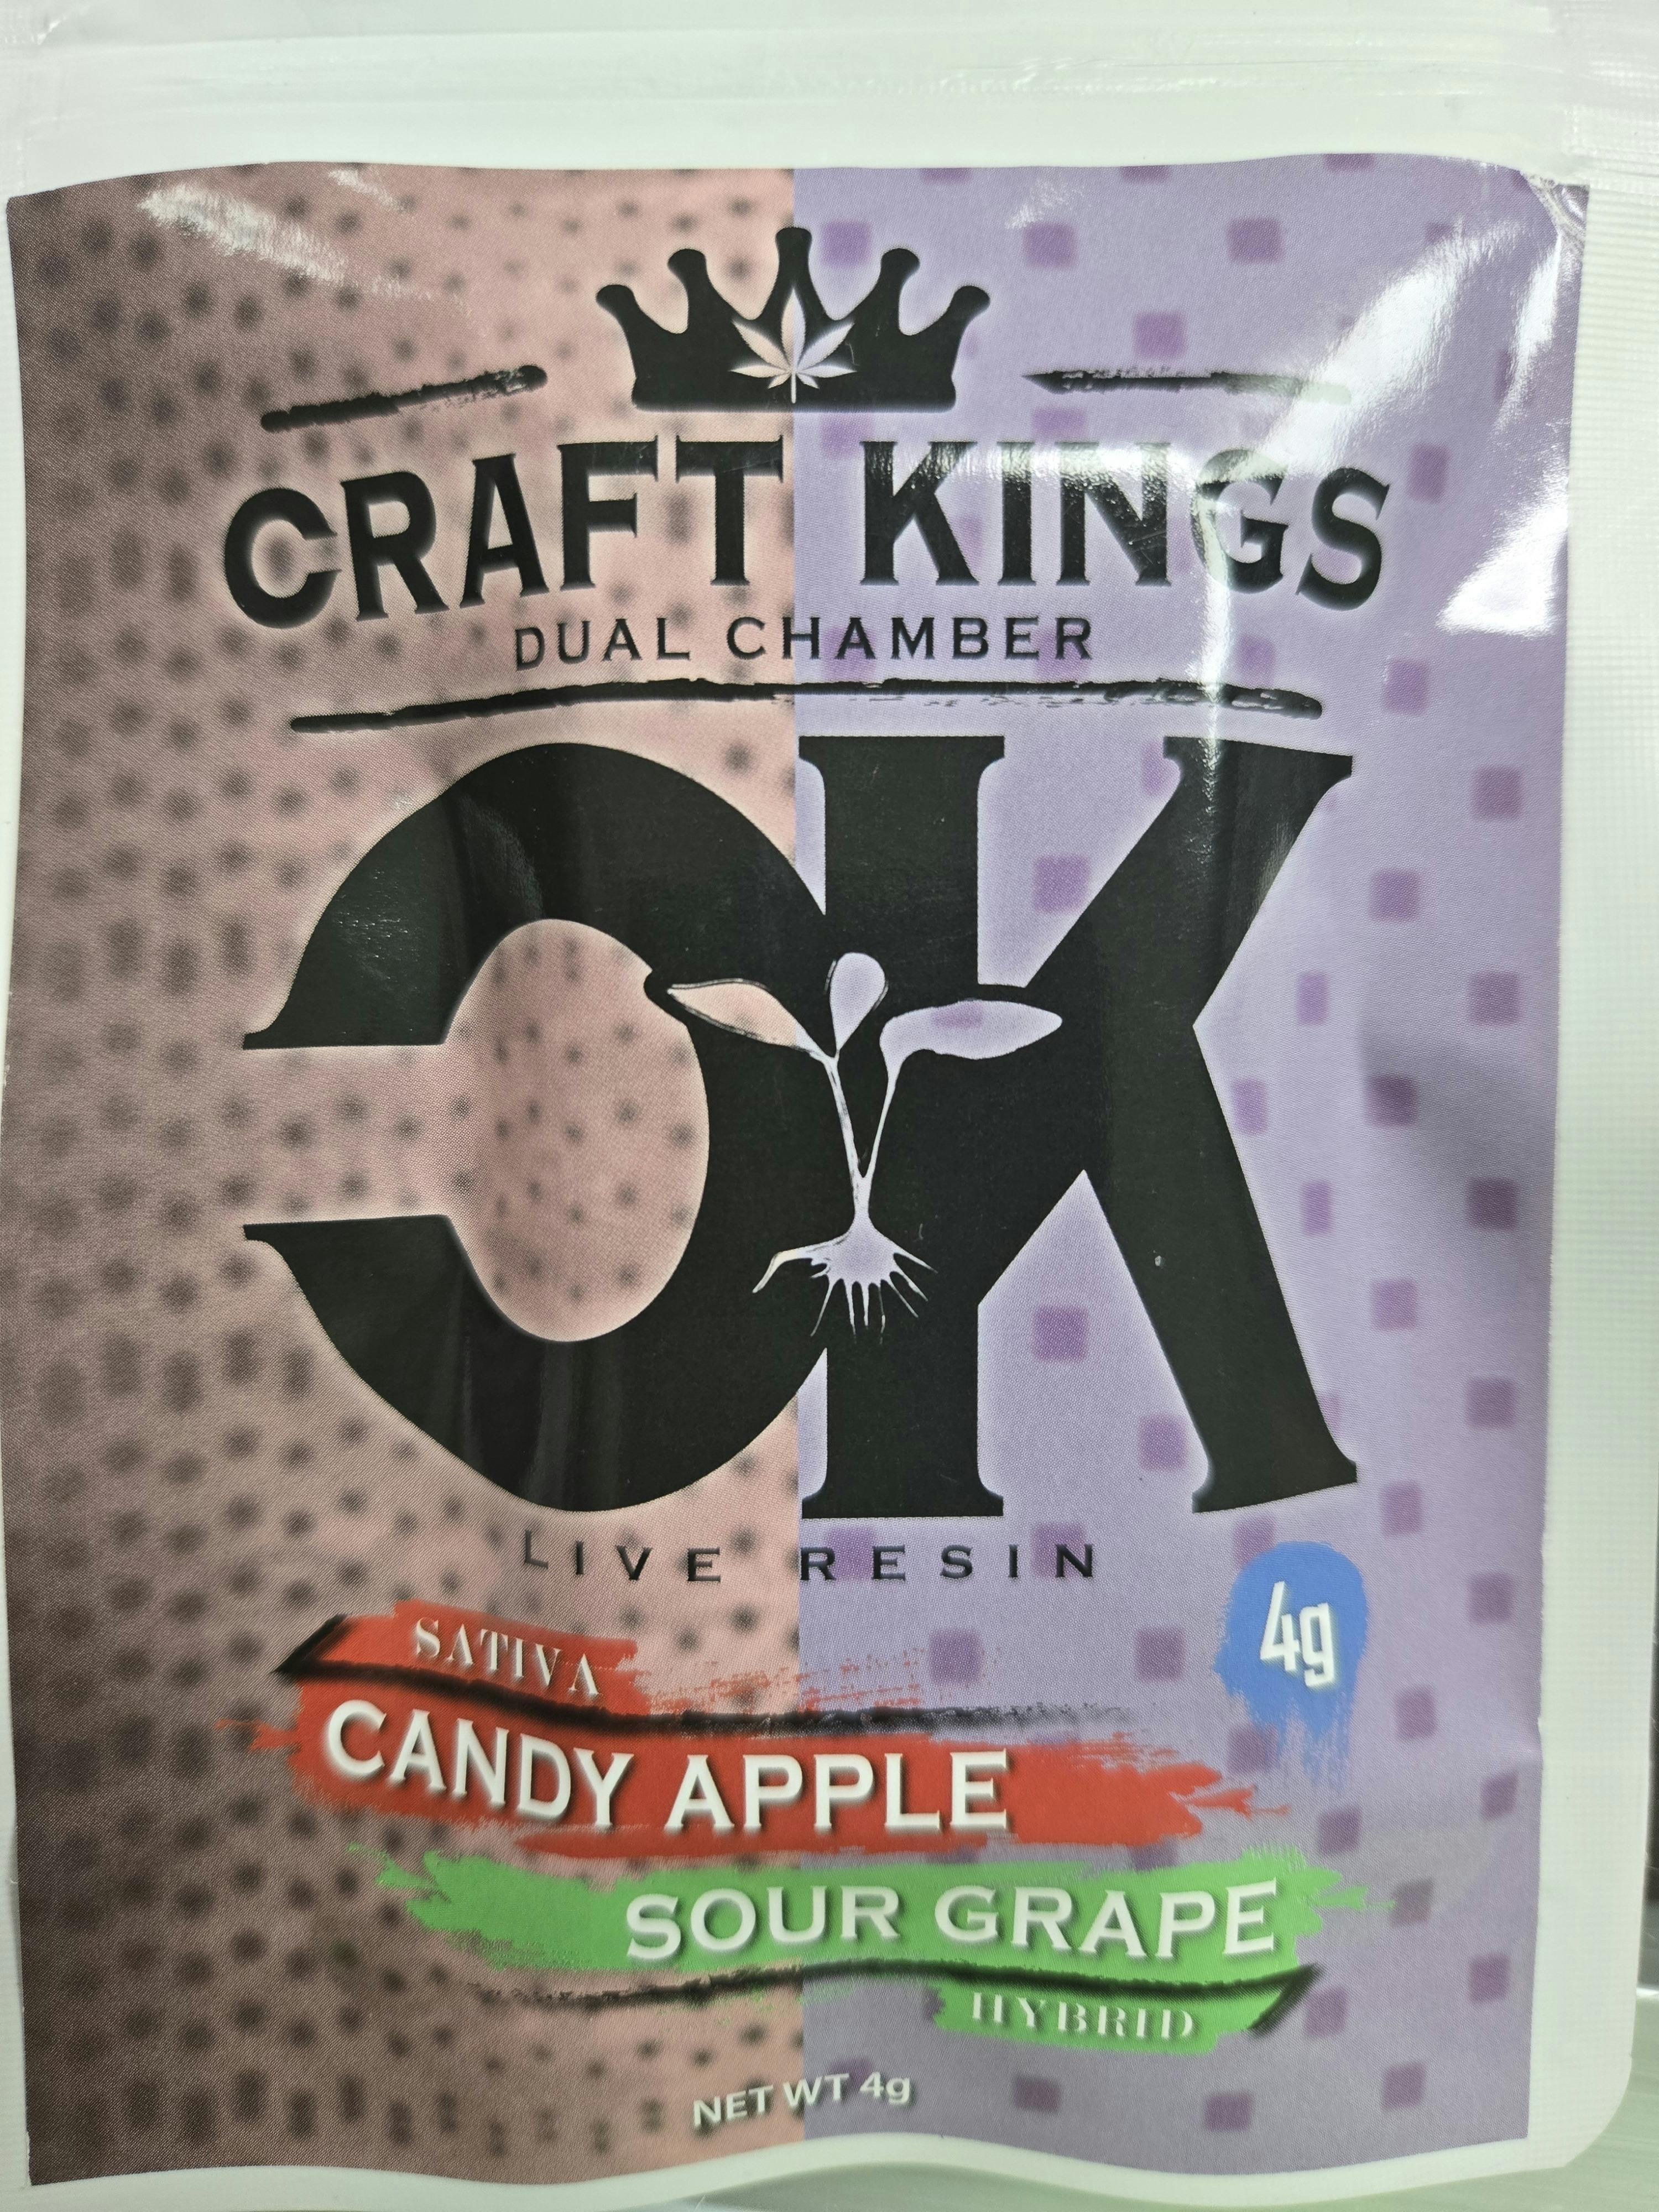 CRAFT KINGS
DUAL CHAMBER
CK
LIVE RESIN
4g
SATIVA
CANDY APPLE
SOUR GRAPE
HYBRID
NET WT 4g